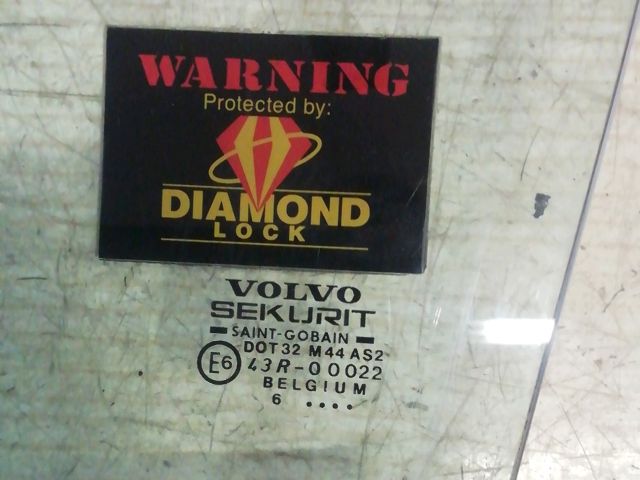 WARNING
Protected by:
DIAMOND
LOCK
VOLVO
SEKURIT
SAINT-GOBAIN
DOT 32 M44 AS2
E6 43R-00022
BELGIUM
6 ....